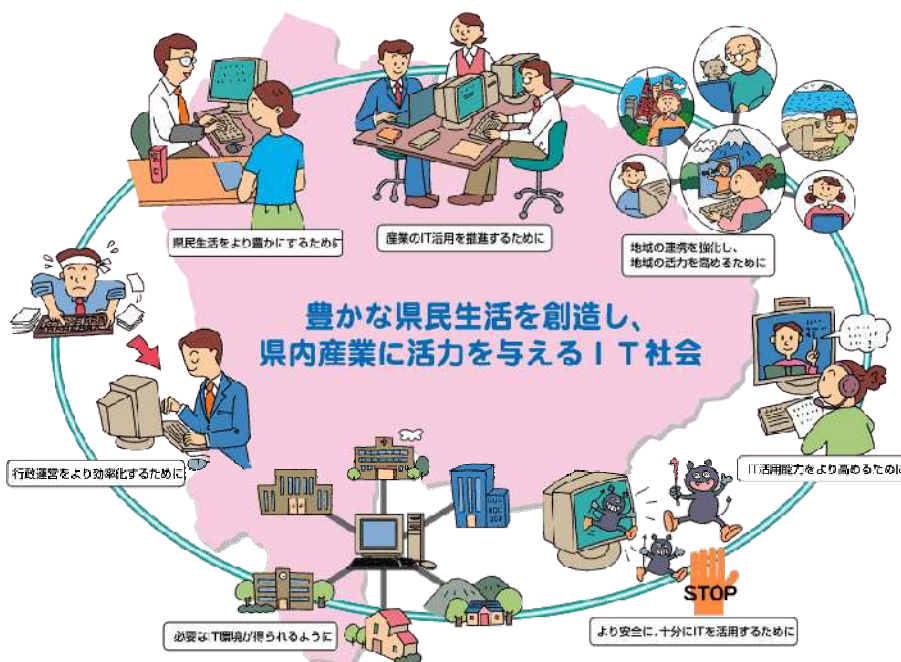 県民生活をより豊かにするために
産業のIT活用を推進するために
地域の連携を強化し、
地域の活力を高めるために
豊かな県民生活を創造し、
県内産業に活力を与えるIT社会
行政運営をより効率化するために
IT活用能力をより高めるために
STOP
必要なIT環境が得られるように
より安全に、十分にITを活用するために